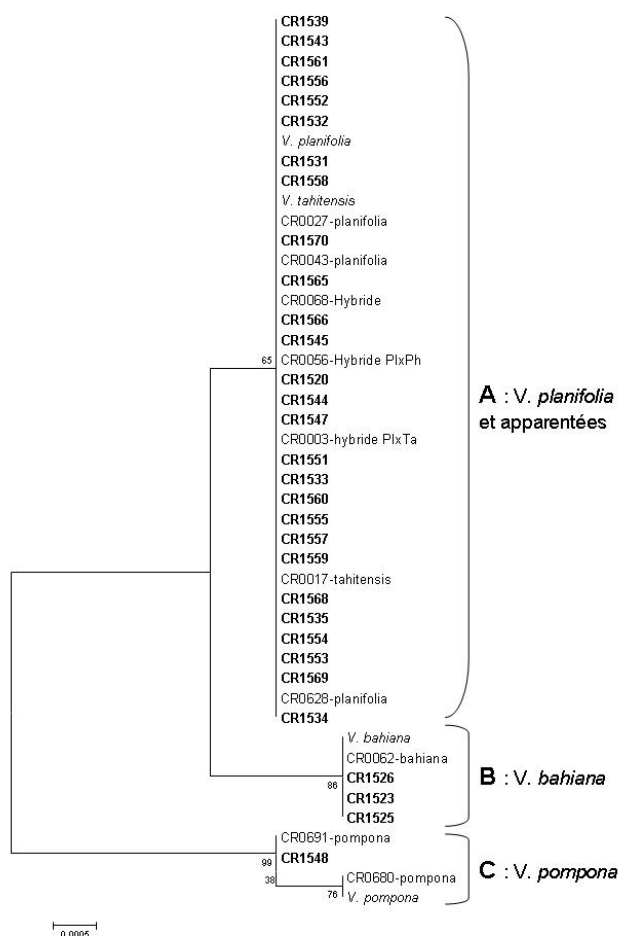 CR1539
CR1543
CR1561
CR1556
CR1552
CR1532
V. planifolia
CR1531
CR1558
V. tahitensis
CR0027-planifolia
CR1570
CR0043-planifolia
CR1565
CR0068-Hybride
CR1566
CR1545
65
CR0056-Hybride PlxPh
CR1520
CR1544
CR1547
CR0003-hybride PlxTa
CR1551
CR1533
CR1560
CR1555
CR1557
CR1559
CR0017-tahitensis
CR1568
CR1535
CR1554
CR1553
CR1569
CR0628-planifolia
CR1534
A : V. planifolia
et apparentées
V. bahiana
CR0062-bahiana
CR1526
86
CR1523
CR1525
B : V. bahiana
CR0691-pompona
CR1548
99
38
CR0680-pompona
76
V. pompona
C : V. pompona
0.0005